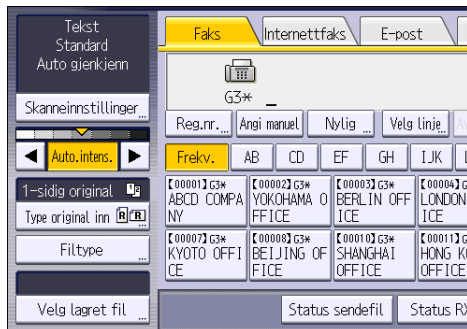 Tekst
Standard
Auto gjenkjenn
Skanneinnstillinger
Auto.intens.
1-sidig original
Type original inn
Filtype
Velg lagret fil
Faks
Internettfaks
E-post
G3* _
Reg.nr.
Angi manuel
Nylig
Velg linje
Frekv.
AB
CD
EF
GH
IJK
【00001】G3*
ABCD COMPA
NY
【00002】G3*
YOKOHAMA O
FFICE
【00003】G3*
BERLIN OFF
ICE
【00004】G
LONDON
ICE
【00007】G3*
KYOTO OFFI
CE
【00008】G3*
BEIJING OF
FICE
【00010】G3*
SHANGHAI
OFFICE
【00011】G
HONG K
OFFICE
Status sendefil
Status RX